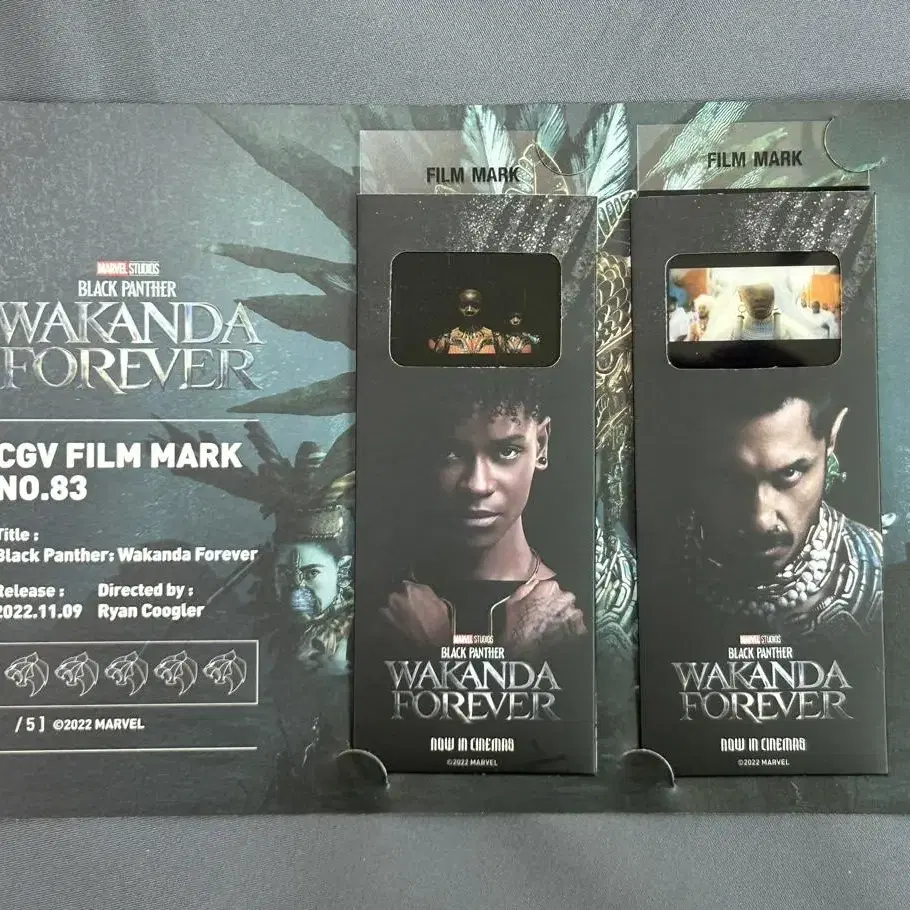 MARVEL STUDIOS
BLACK PANTHER
WAKANDA
FOREVER
CGV FILM MARK
NO.83
Title :
Black Panther: Wakanda Forever
Release :
Directed by :
2022.11.09
Ryan Coogler
/5]
©2022 MARVEL
FILM MARK
MARVEL STUDIOS
BLACK PANTHER
WAKANDA
FOREVER
NOW IN CINEMAS
©2022 MARVEL
FILM MARK
MARVEL STUDIOS
BLACK PANTHER
WAKANDA
FOREVER
NOW IN CINEMAS
©2022 MARVEL